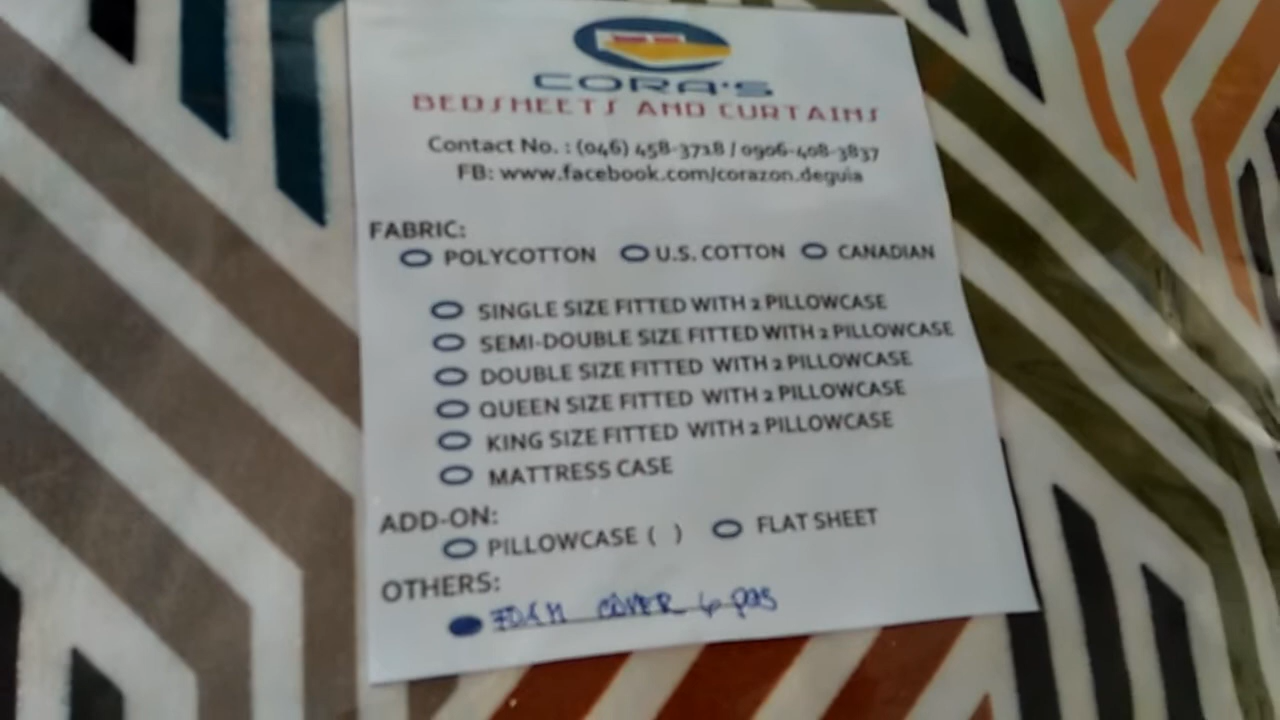 CORA'S
BEDSHEETS AND CURTAINS
Contact No. : (046) 458-3718 / 0906-408-3837
FB: www.facebook.com/corazon.deguia
FABRIC:
POLYCOTTON U.S. COTTON CANADIAN
SINGLE SIZE FITTED WITH 2 PILLOWCASE
SEMI-DOUBLE SIZE FITTED WITH 2 PILLOWCASE
DOUBLE SIZE FITTED WITH 2 PILLOWCASE
QUEEN SIZE FITTED WITH 2 PILLOWCASE
KING SIZE FITTED WITH 2 PILLOWCASE
MATTRESS CASE
ADD-ON:
PILLOWCASE ( ) FLAT SHEET
OTHERS:
FOAM COVER 6 pcs